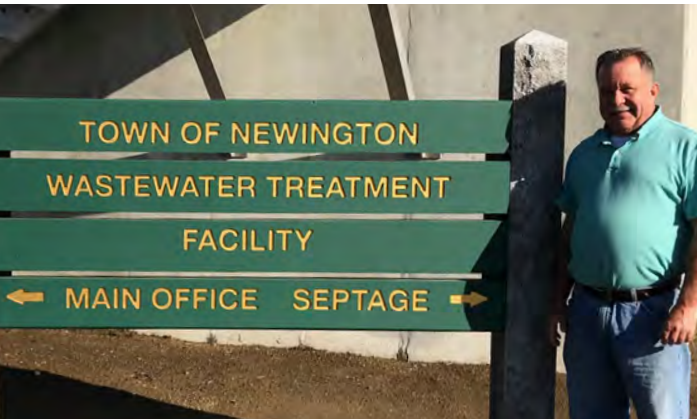 TOWN OF NEWINGTON
WASTEWATER TREATMENT
FACILITY
← MAIN OFFICE SEPTAGE →